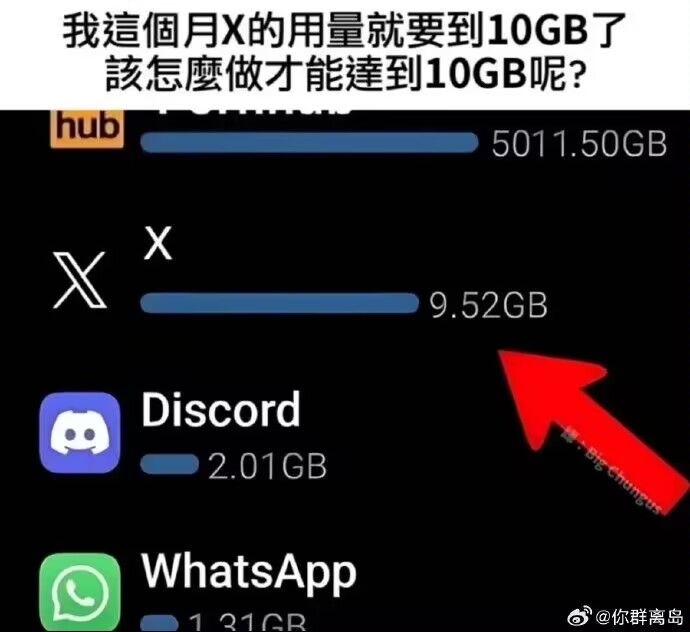 我這個月X的用量就要到10GB了
該怎麼做才能達到10GB呢?
hub
Pornhub
5011.50GB
X
X
9.52GB
Discord
2.01GB
WhatsApp
1.31GB
譯:Big Chungus
@你群离岛